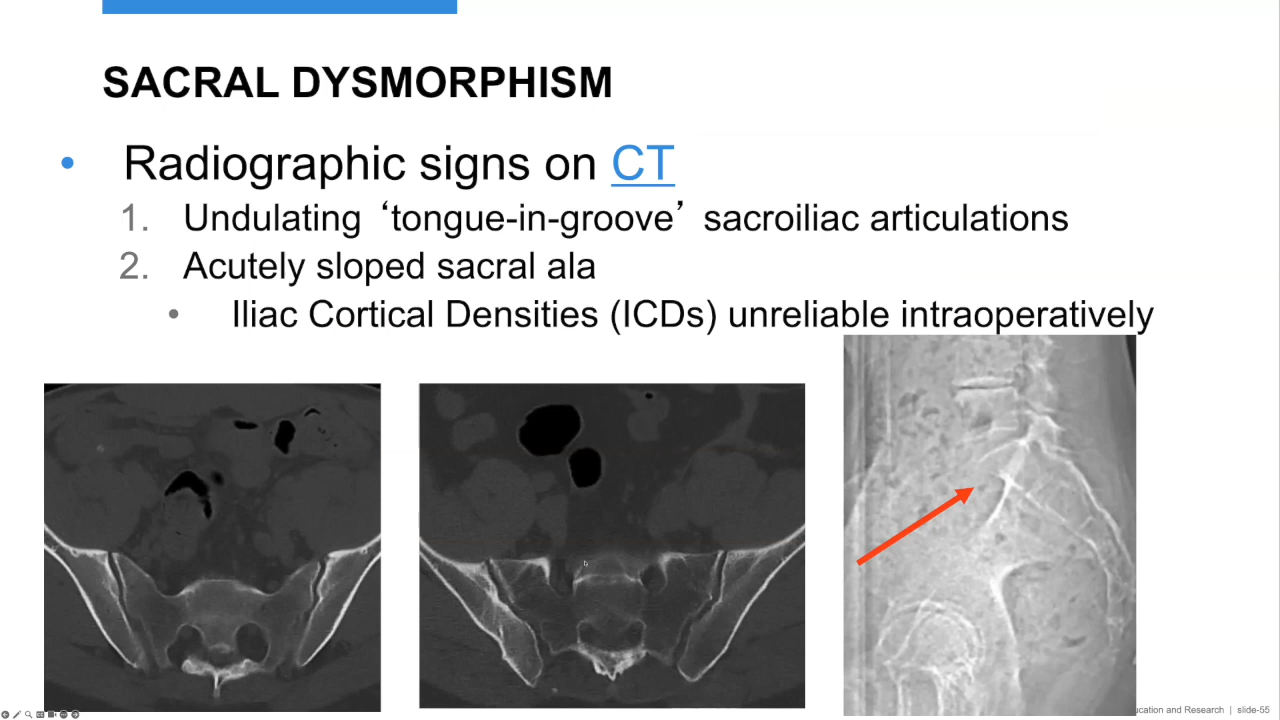 SACRAL DYSMORPHISM
• Radiographic signs on CT
1. Undulating ‘tongue-in-groove’ sacroiliac articulations
2. Acutely sloped sacral ala
• Iliac Cortical Densities (ICDs) unreliable intraoperatively
and Research | slide-55